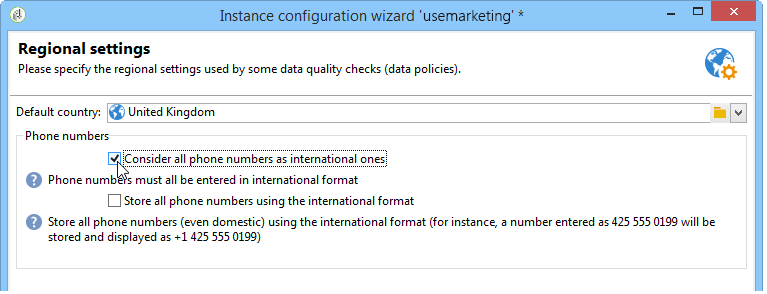 Instance configuration wizard 'usemarketing' *
Regional settings
Please specify the regional settings used by some data quality checks (data policies).
Default country: United Kingdom
Phone numbers
Consider all phone numbers as international ones
Phone numbers must all be entered in international format
Store all phone numbers using the international format
Store all phone numbers (even domestic) using the international format (for instance, a number entered as 425 555 0199 will be
stored and displayed as +1 425 555 0199)